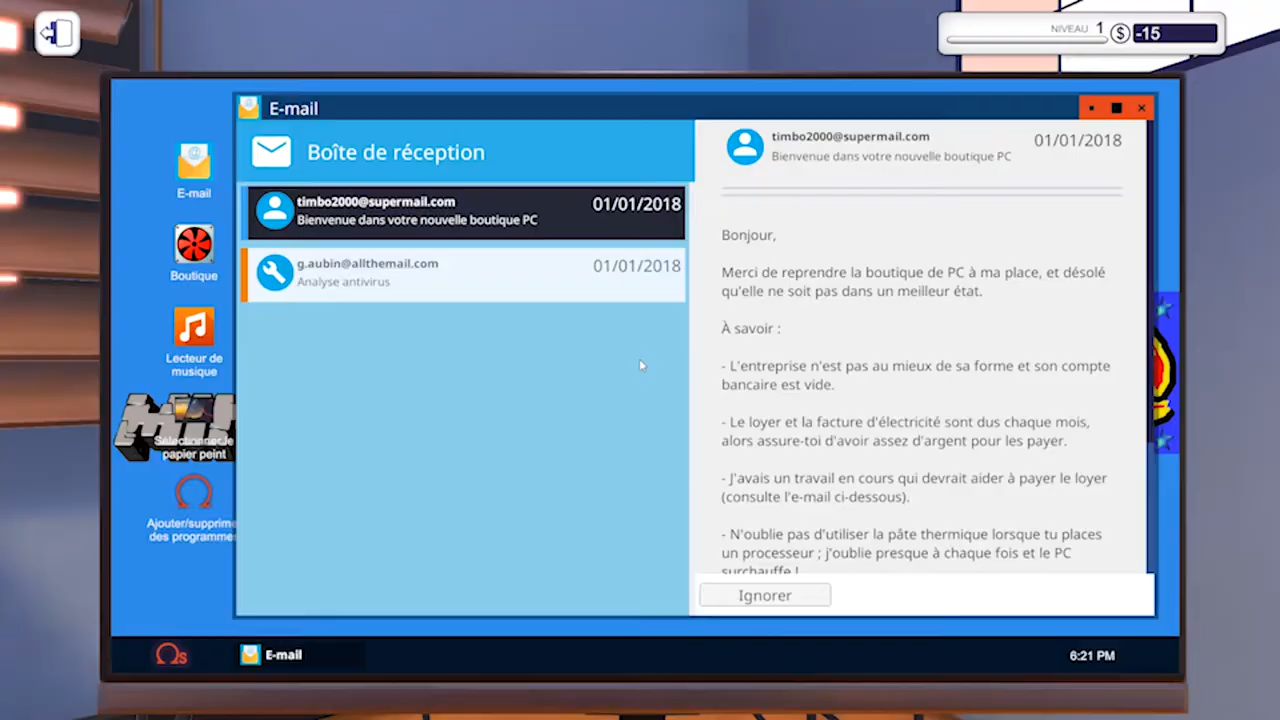 NIVEAU 1 $ -15
E-mail
Boîte de réception
timbo2000@supermail.com 01/01/2018
Bienvenue dans votre nouvelle boutique PC
g.aubin@allthemail.com 01/01/2018
Analyse antivirus
timbo2000@supermail.com 01/01/2018
Bienvenue dans votre nouvelle boutique PC
Bonjour,
Merci de reprendre la boutique de PC à ma place, et désolé
qu'elle ne soit pas dans un meilleur état.
À savoir :
- L'entreprise n'est pas au mieux de sa forme et son compte
bancaire est vide.
- Le loyer et la facture d'électricité sont dus chaque mois,
alors assure-toi d'avoir assez d'argent pour les payer.
- J'avais un travail en cours qui devrait aider à payer le loyer
(consulte l'e-mail ci-dessous).
- N'oublie pas d'utiliser la pâte thermique lorsque tu places
un processeur ; j'oublie presque à chaque fois et le PC
surchauffe !
Ignorer
E-mail
Boutique
Lecteur de
musique
Sélectionner le
papier peint
Ajouter/supprime
des programme
Ωs
E-mail
6:21 PM